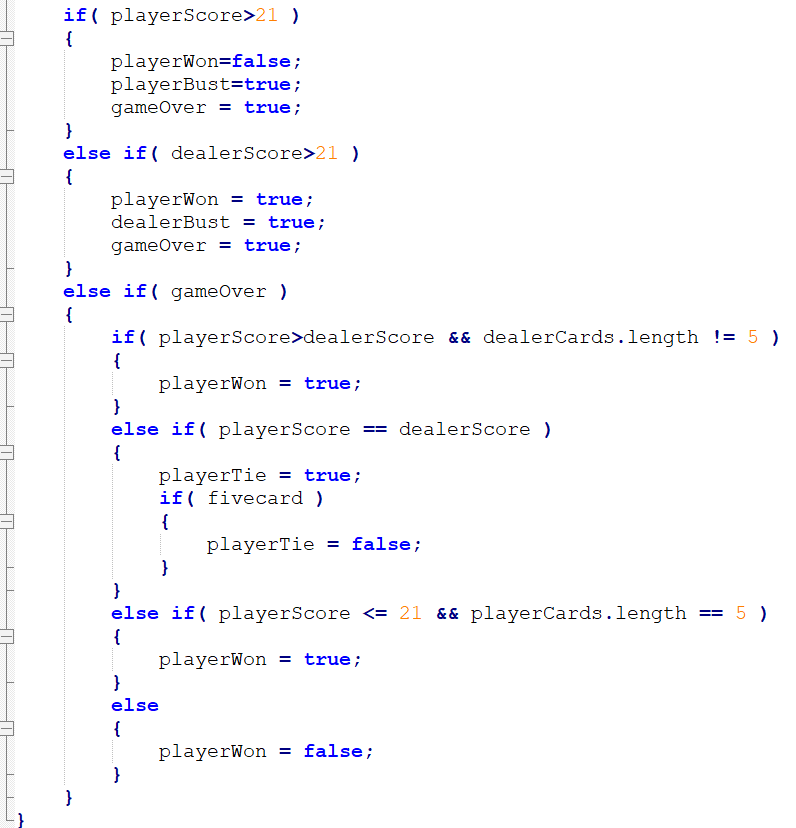 if( playerScore>21 )
{
playerWon=false;
playerBust=true;
gameOver = true;
}
else if( dealerScore>21 )
{
playerWon = true;
dealerBust = true;
gameOver = true;
}
else if( gameOver )
{
if( playerScore>dealerScore && dealerCards.length != 5 )
{
playerWon = true;
}
else if( playerScore == dealerScore )
{
playerTie = true;
if( fivecard )
{
playerTie = false;
}
}
else if( playerScore <= 21 && playerCards.length == 5 )
{
playerWon = true;
}
else
{
playerWon = false;
}
}
}